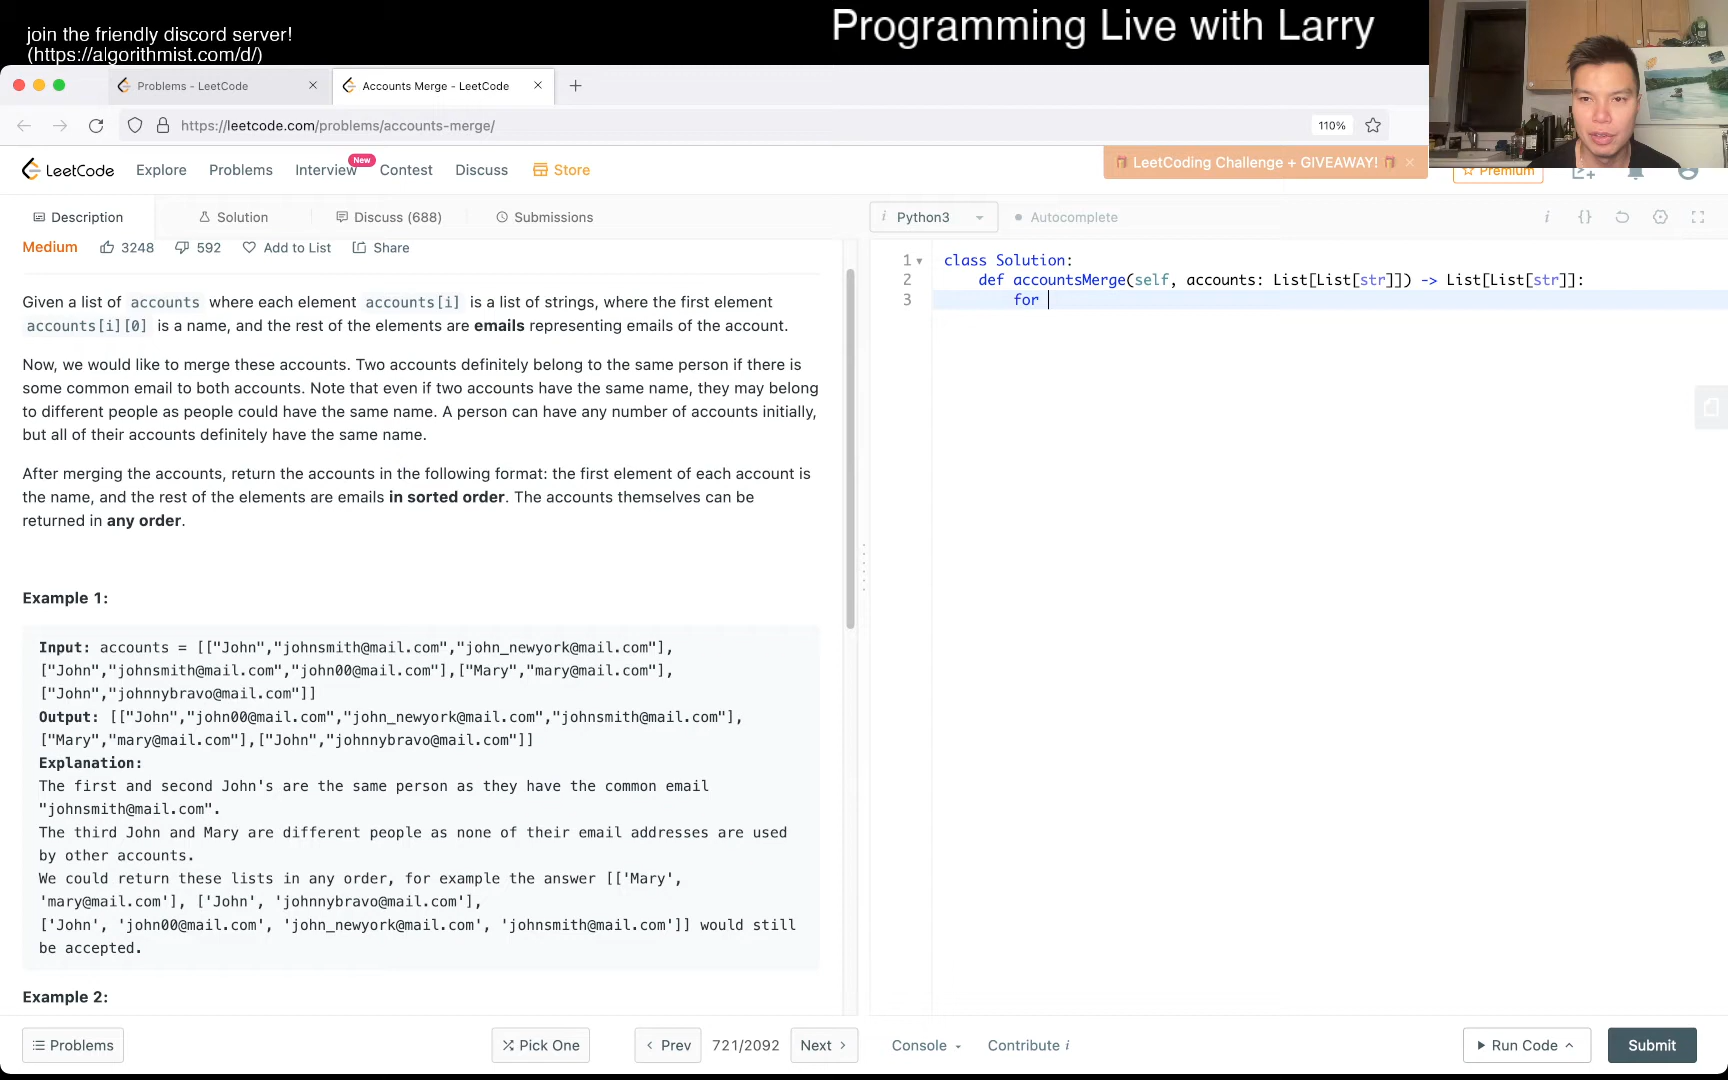 join the friendly discord server!
(https://algorithmist.com/d/)
Programming Live with Larry
Problems - LeetCode
Accounts Merge - LeetCode
https://leetcode.com/problems/accounts-merge/
110%
LeetCode
Explore
Problems
Interview
New
Contest
Discuss
Store
LeetCoding Challenge + GIVEAWAY!
Premium
Description
Solution
Discuss (688)
Submissions
i Python3
Autocomplete
i
{}
Medium
3248
592
Add to List
Share
Given a list of accounts where each element accounts[i] is a list of strings, where the first element
accounts[i][0] is a name, and the rest of the elements are emails representing emails of the account.
Now, we would like to merge these accounts. Two accounts definitely belong to the same person if there is
some common email to both accounts. Note that even if two accounts have the same name, they may belong
to different people as people could have the same name. A person can have any number of accounts initially,
but all of their accounts definitely have the same name.
After merging the accounts, return the accounts in the following format: the first element of each account is
the name, and the rest of the elements are emails in sorted order. The accounts themselves can be
returned in any order.
Example 1:
Input: accounts = [["John","johnsmith@mail.com","john_newyork@mail.com"],
["John","johnsmith@mail.com","john00@mail.com"],["Mary","mary@mail.com"],
["John","johnnybravo@mail.com"]]
Output: [["John","john00@mail.com","john_newyork@mail.com","johnsmith@mail.com"],
["Mary","mary@mail.com"],["John","johnnybravo@mail.com"]]
Explanation:
The first and second John's are the same person as they have the common email
"johnsmith@mail.com".
The third John and Mary are different people as none of their email addresses are used
by other accounts.
We could return these lists in any order, for example the answer [['Mary',
'mary@mail.com'], ['John', 'johnnybravo@mail.com'],
['John', 'john00@mail.com', 'john_newyork@mail.com', 'johnsmith@mail.com']] would still
be accepted.
Example 2:
1 class Solution:
2 def accountsMerge(self, accounts: List[List[str]]) -> List[List[str]]:
3 for
Problems
Pick One
Prev
721/2092
Next
Console
Contribute i
Run Code
Submit